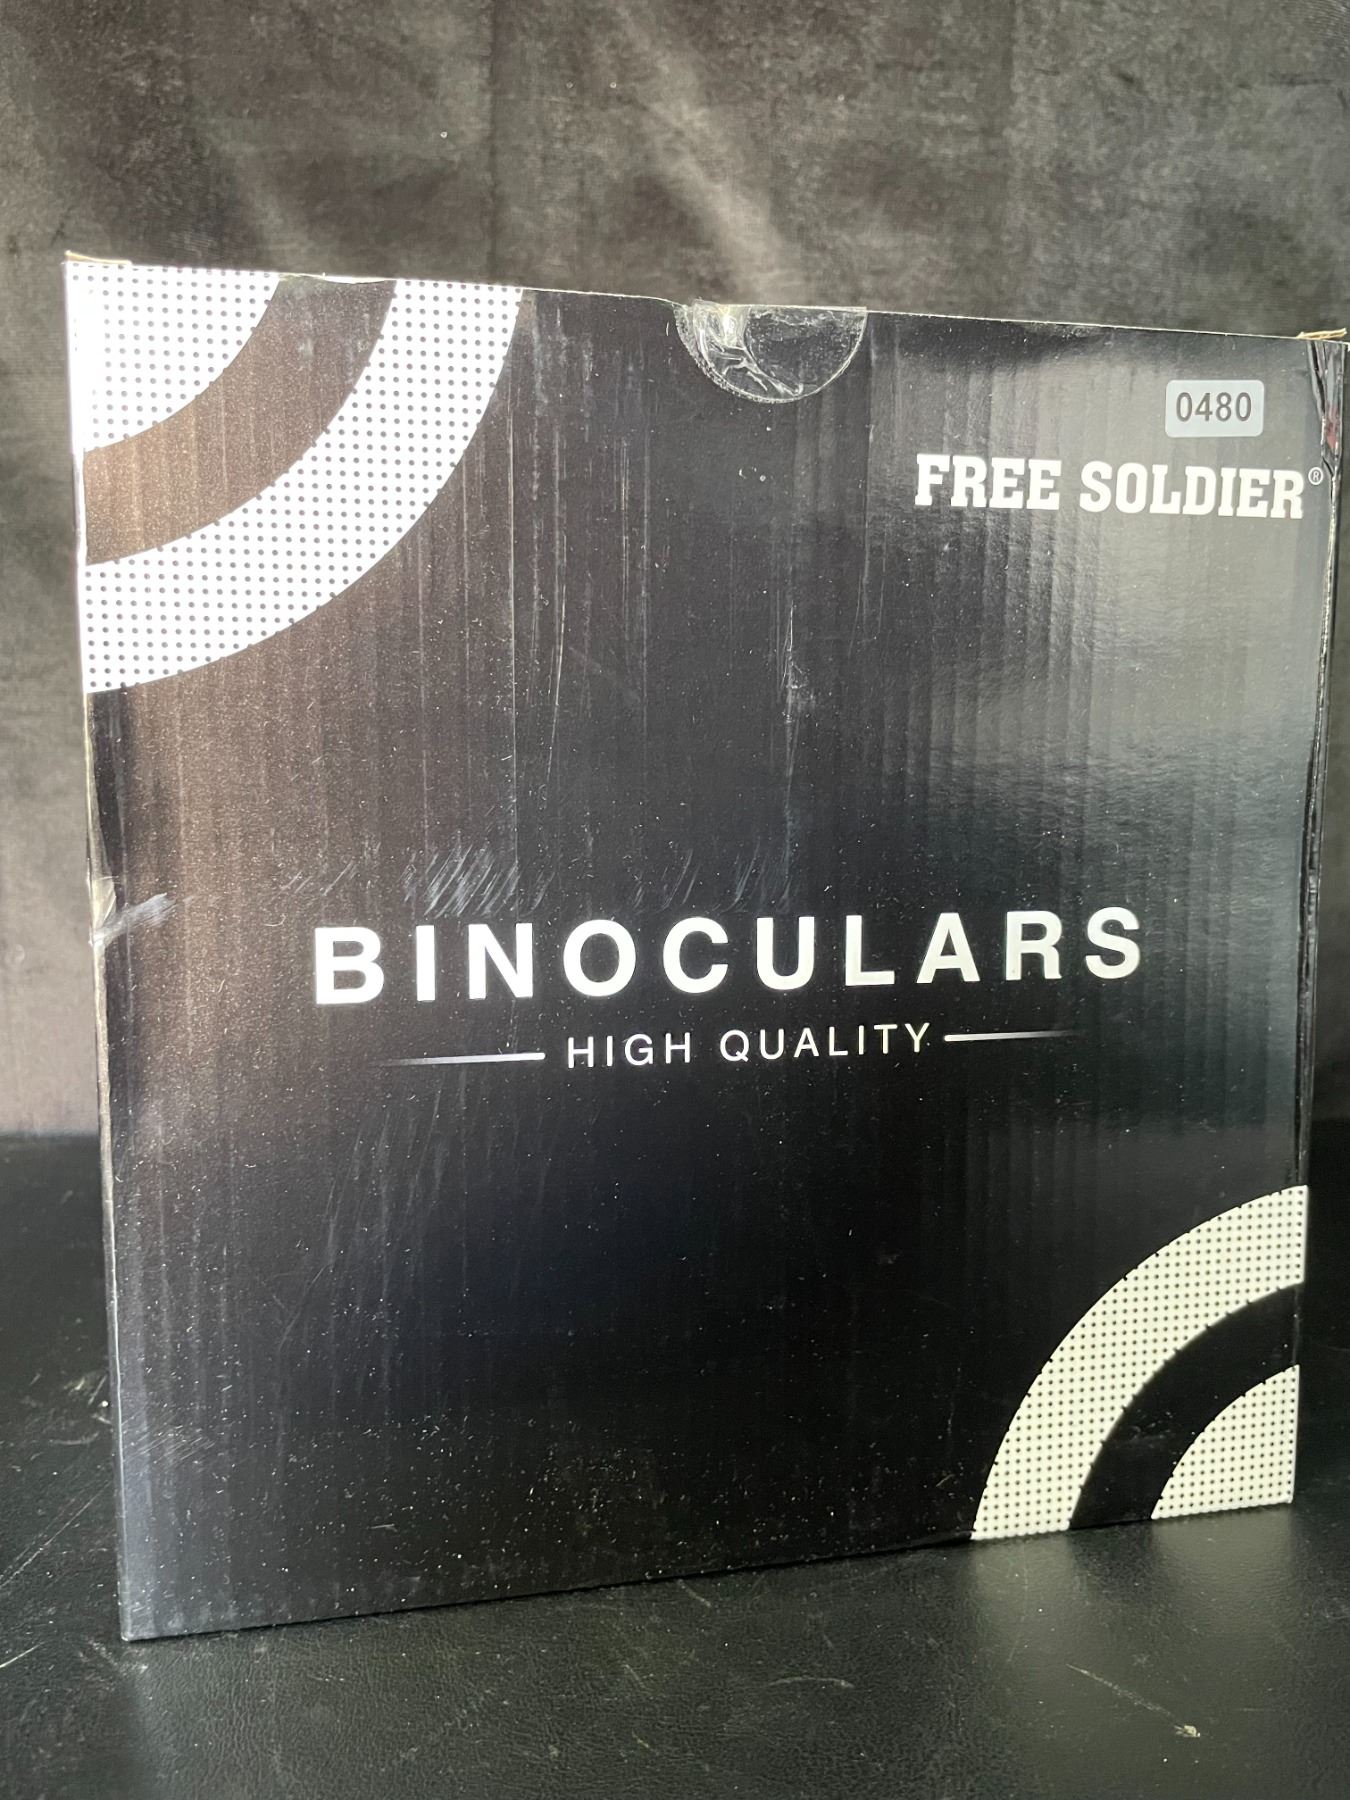 0480
FREE SOLDIER®
BINOCULARS
HIGH QUALITY